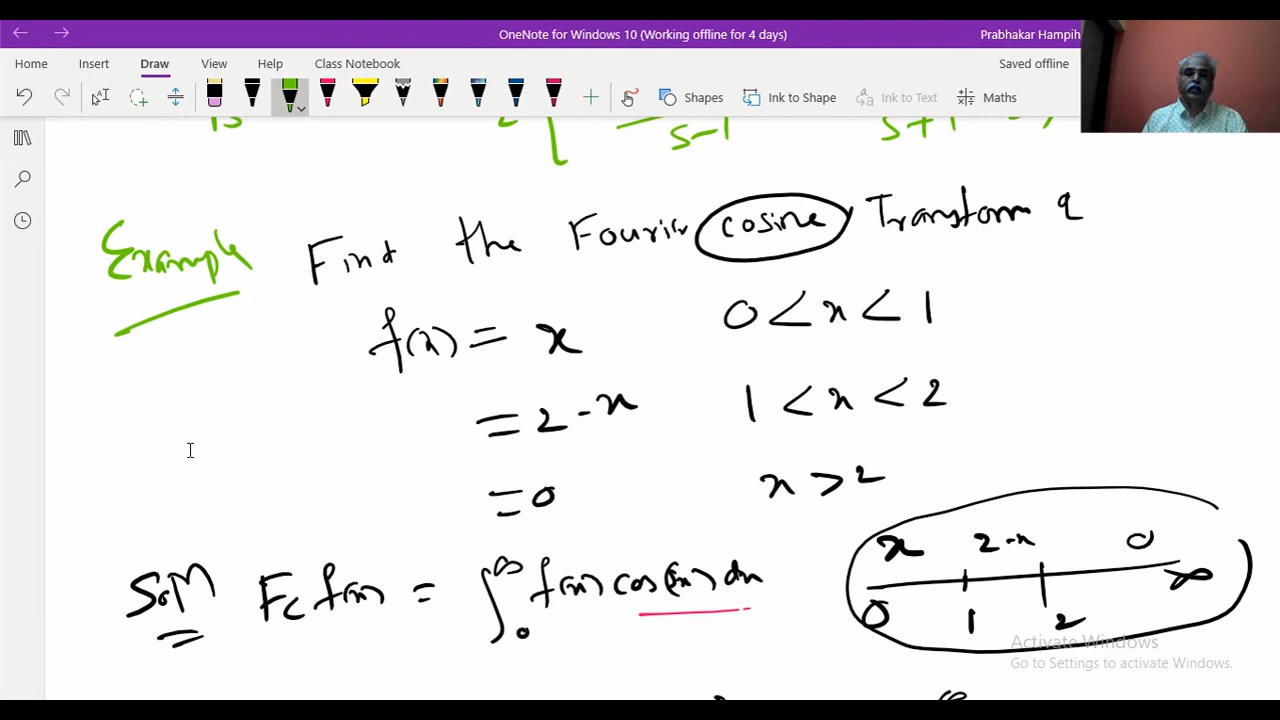 OneNote for Windows 10 (Working offline for 4 days)
Prabhakar Hampih
Home Insert Draw View Help Class Notebook
Saved offline
Shapes Ink to Shape Ink to Text Maths
s-1 s+1
Example Find the Fourier cosine Transform
f(x) = x 0 < x < 1
= 2 - x 1 < x < 2
= 0 x > 2
x 2-x 0
0 1 2 ∞
Soln Fc f(x) = ∫0^∞ f(x) cos(sx) dx
Activate Windows
Go to Settings to activate Windows.